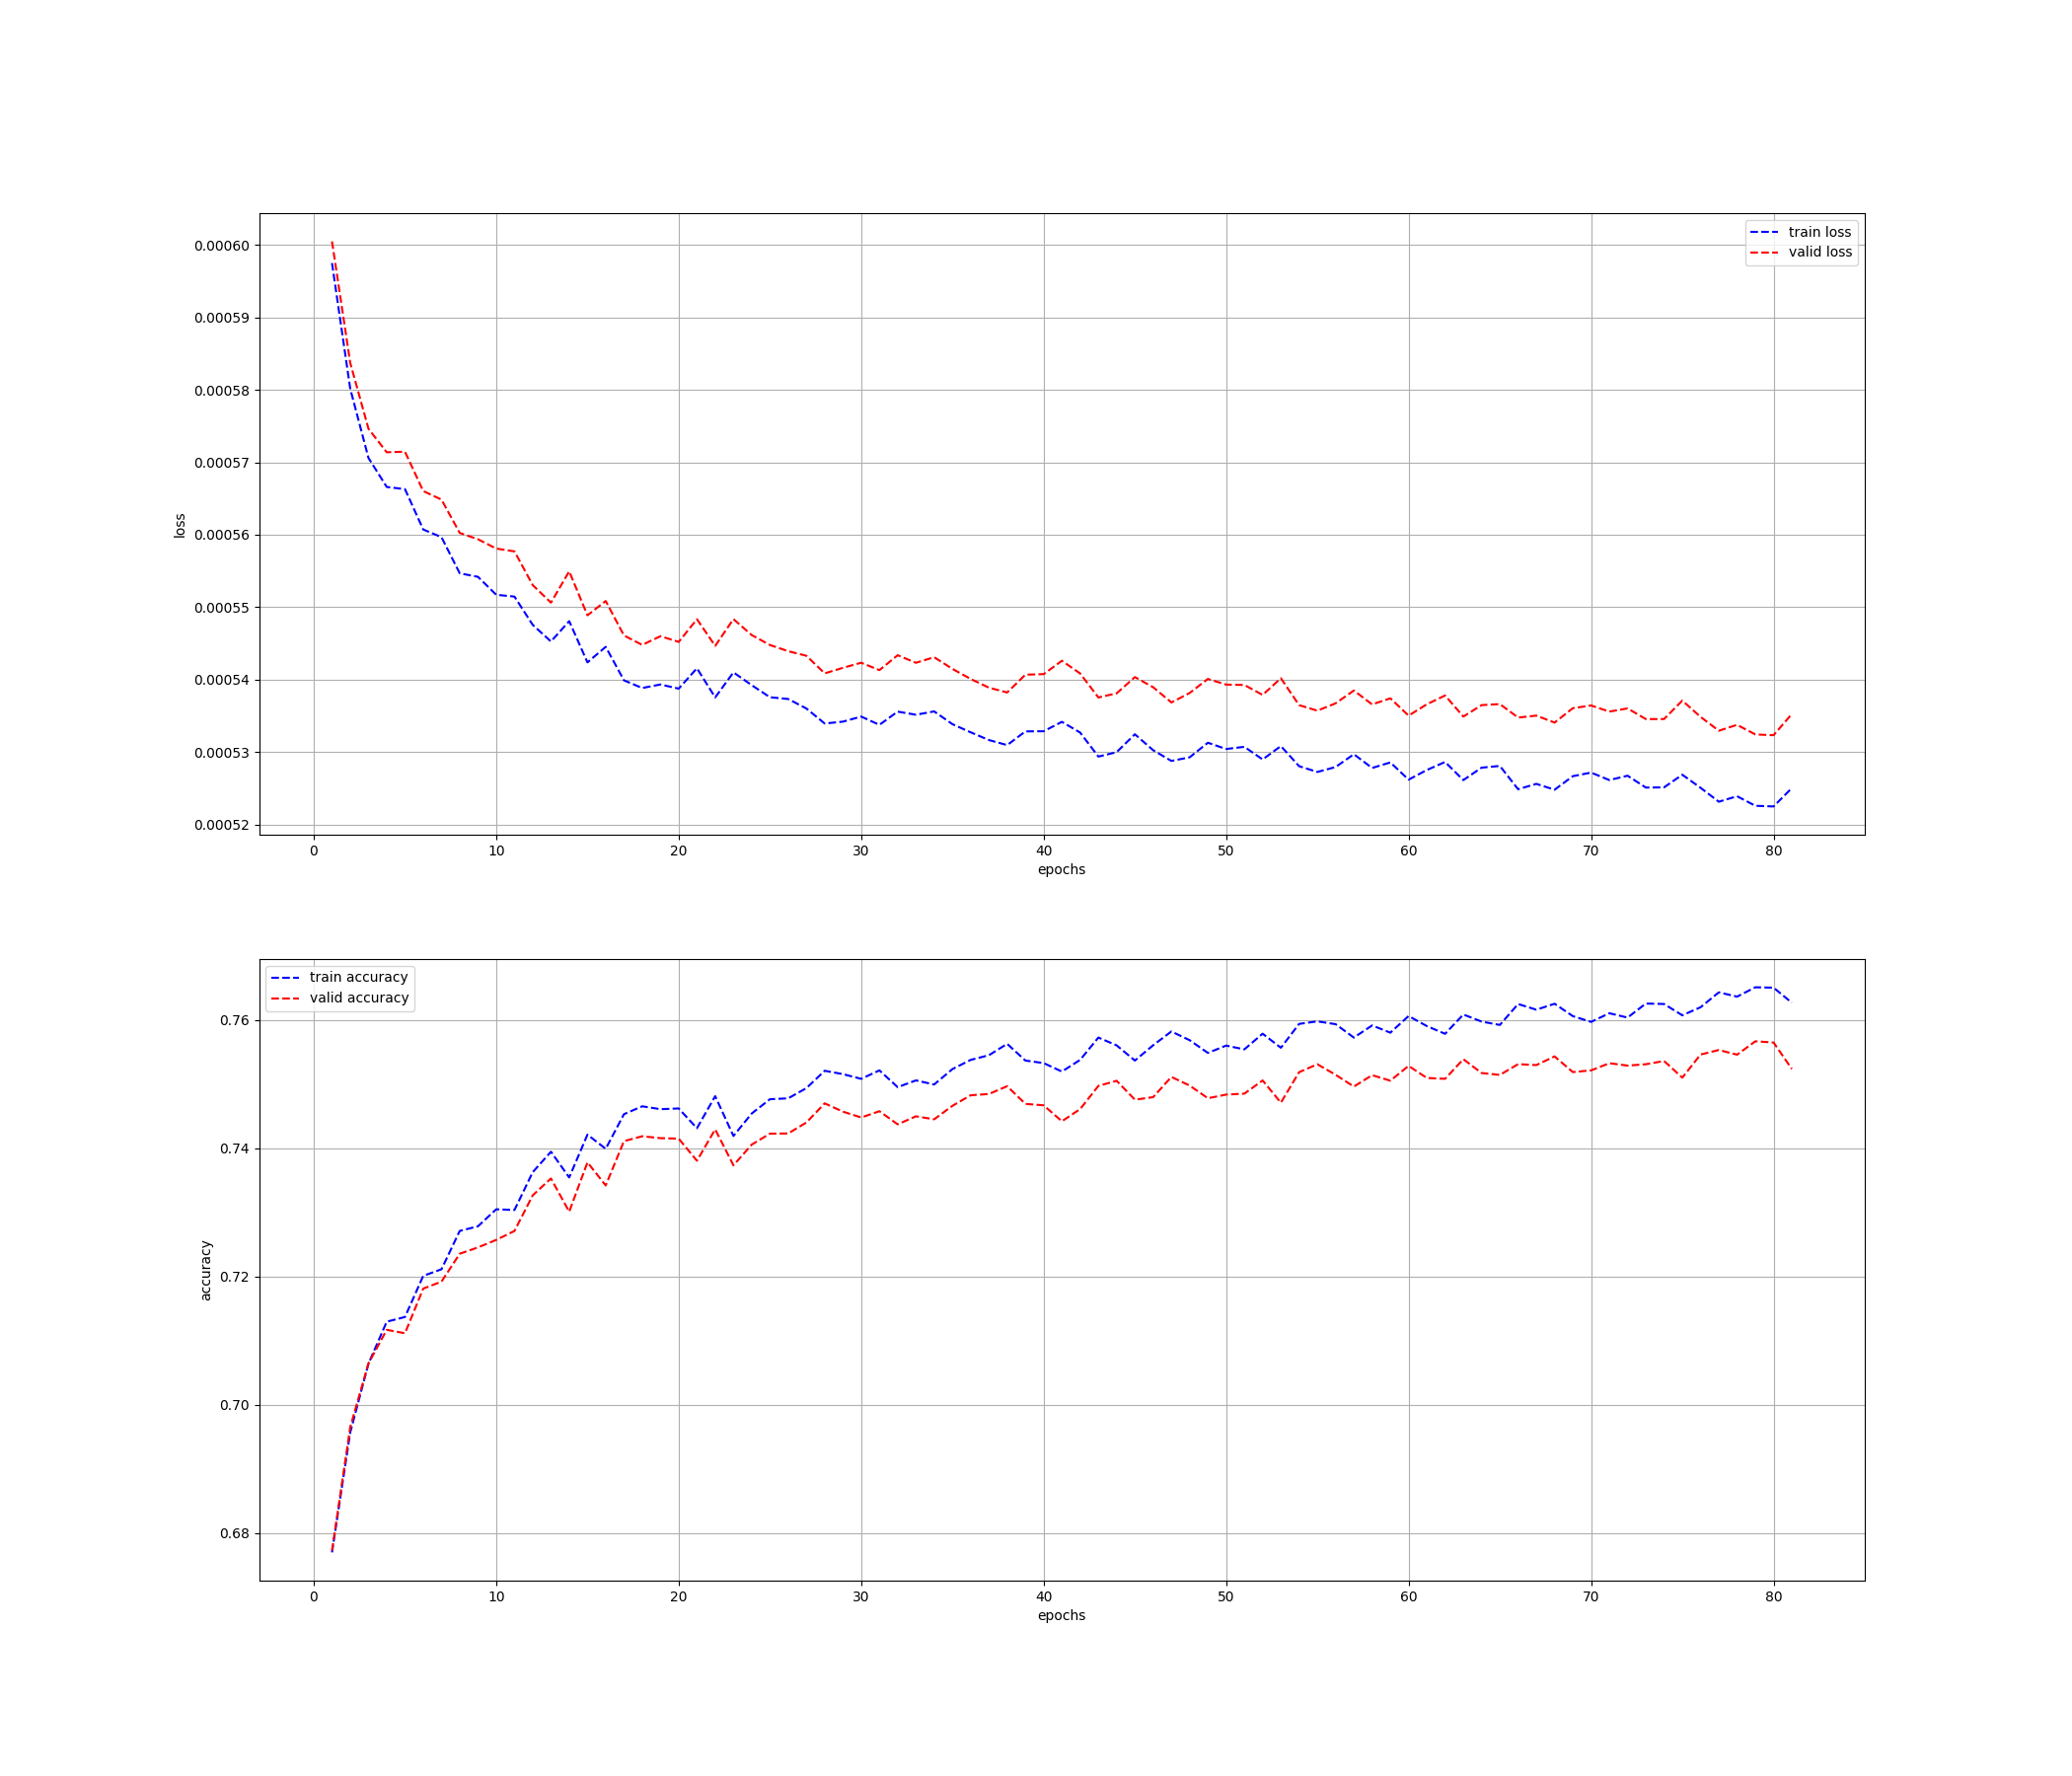 train loss
valid loss
0.00060
0.00059
0.00058
0.00057
0.00056
0.00055
0.00054
0.00053
0.00052
loss
0 10 20 30 40 50 60 70 80
epochs
train accuracy
valid accuracy
0.76
0.74
0.72
0.70
0.68
accuracy
0 10 20 30 40 50 60 70 80
epochs